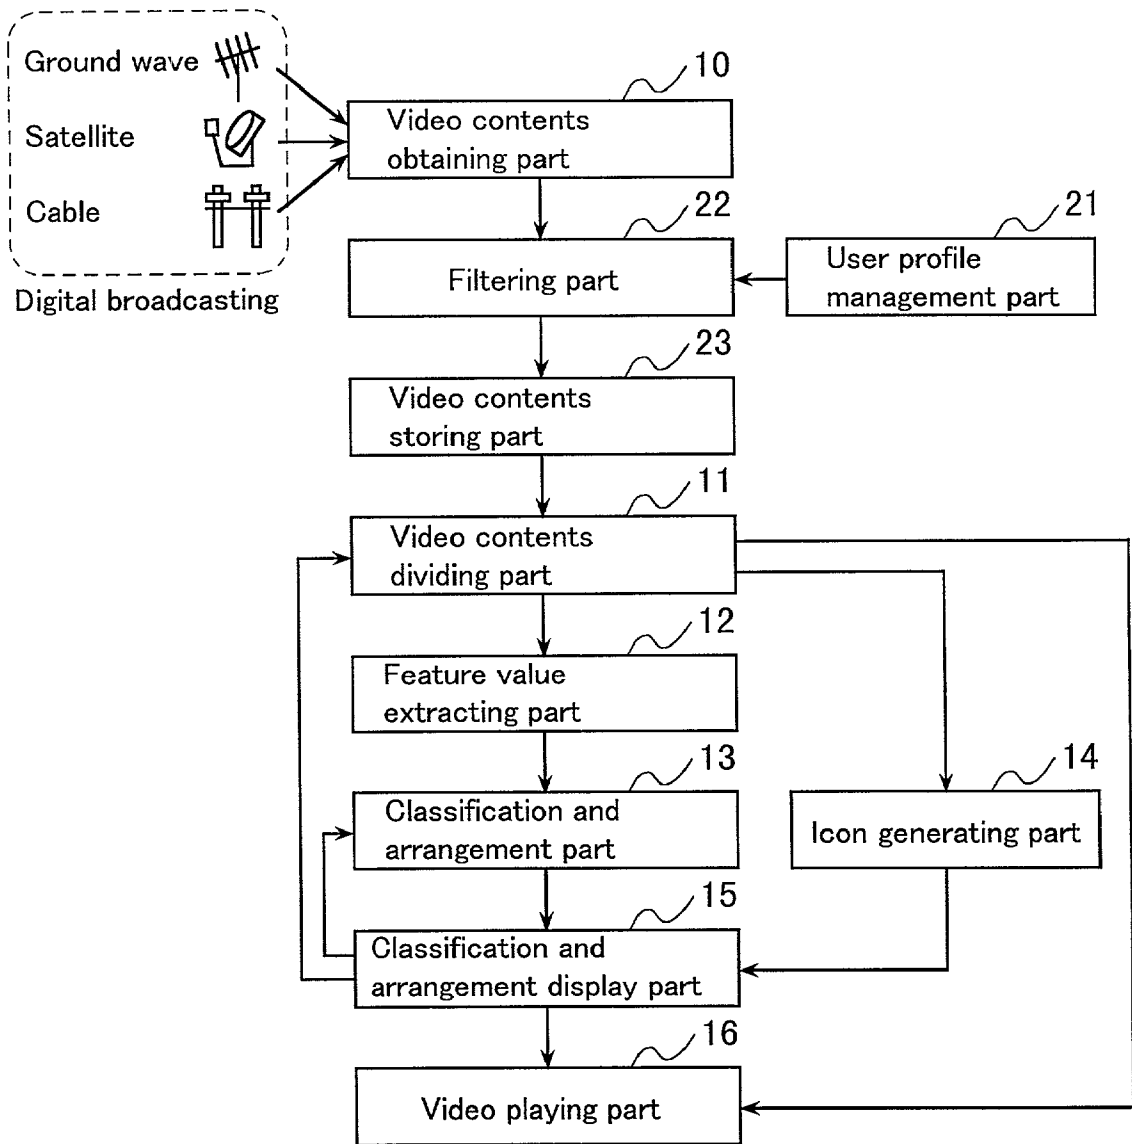 Ground wave
Satellite
Cable
Digital broadcasting
10
Video contents
obtaining part
22
Filtering part
21
User profile
management part
23
Video contents
storing part
11
Video contents
dividing part
12
Feature value
extracting part
13
Classification and
arrangement part
14
Icon generating part
15
Classification and
arrangement display part
16
Video playing part